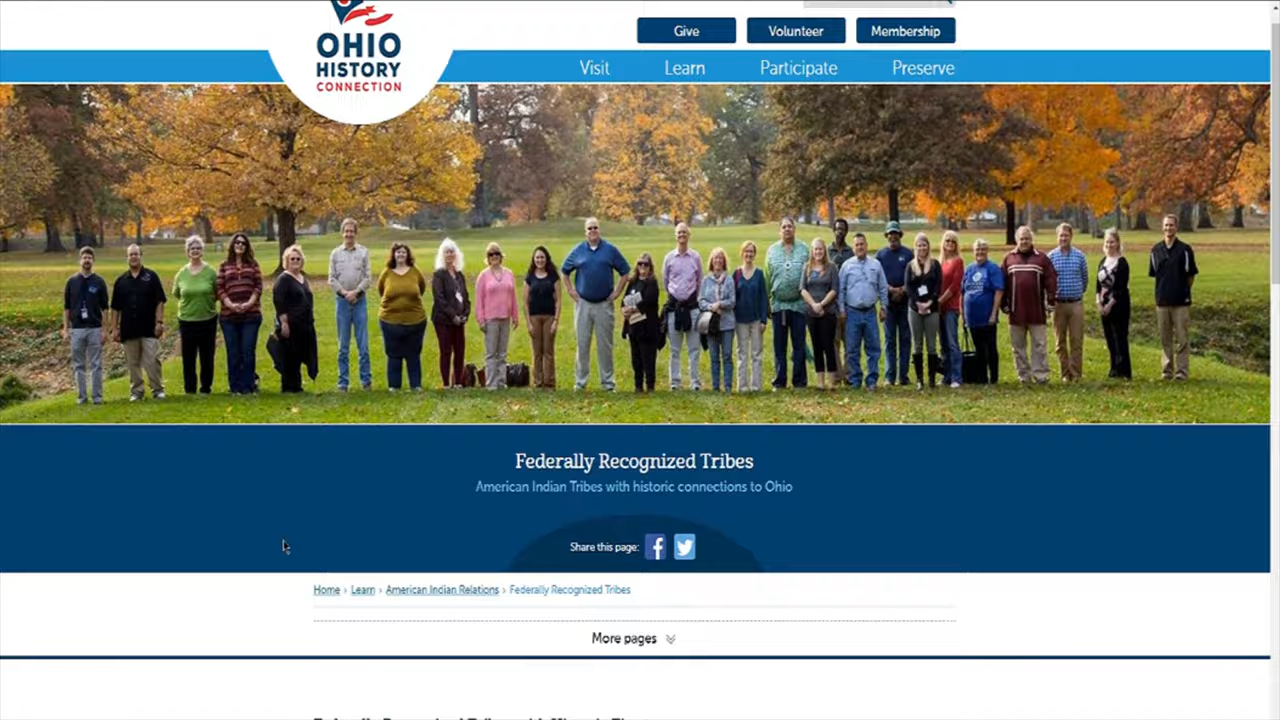 Give
Volunteer
Membership
OHIO
HISTORY
CONNECTION
Visit
Learn
Participate
Preserve
Federally Recognized Tribes
American Indian Tribes with historic connections to Ohio
Share this page:
Home › Learn › American Indian Relations › Federally Recognized Tribes
More pages